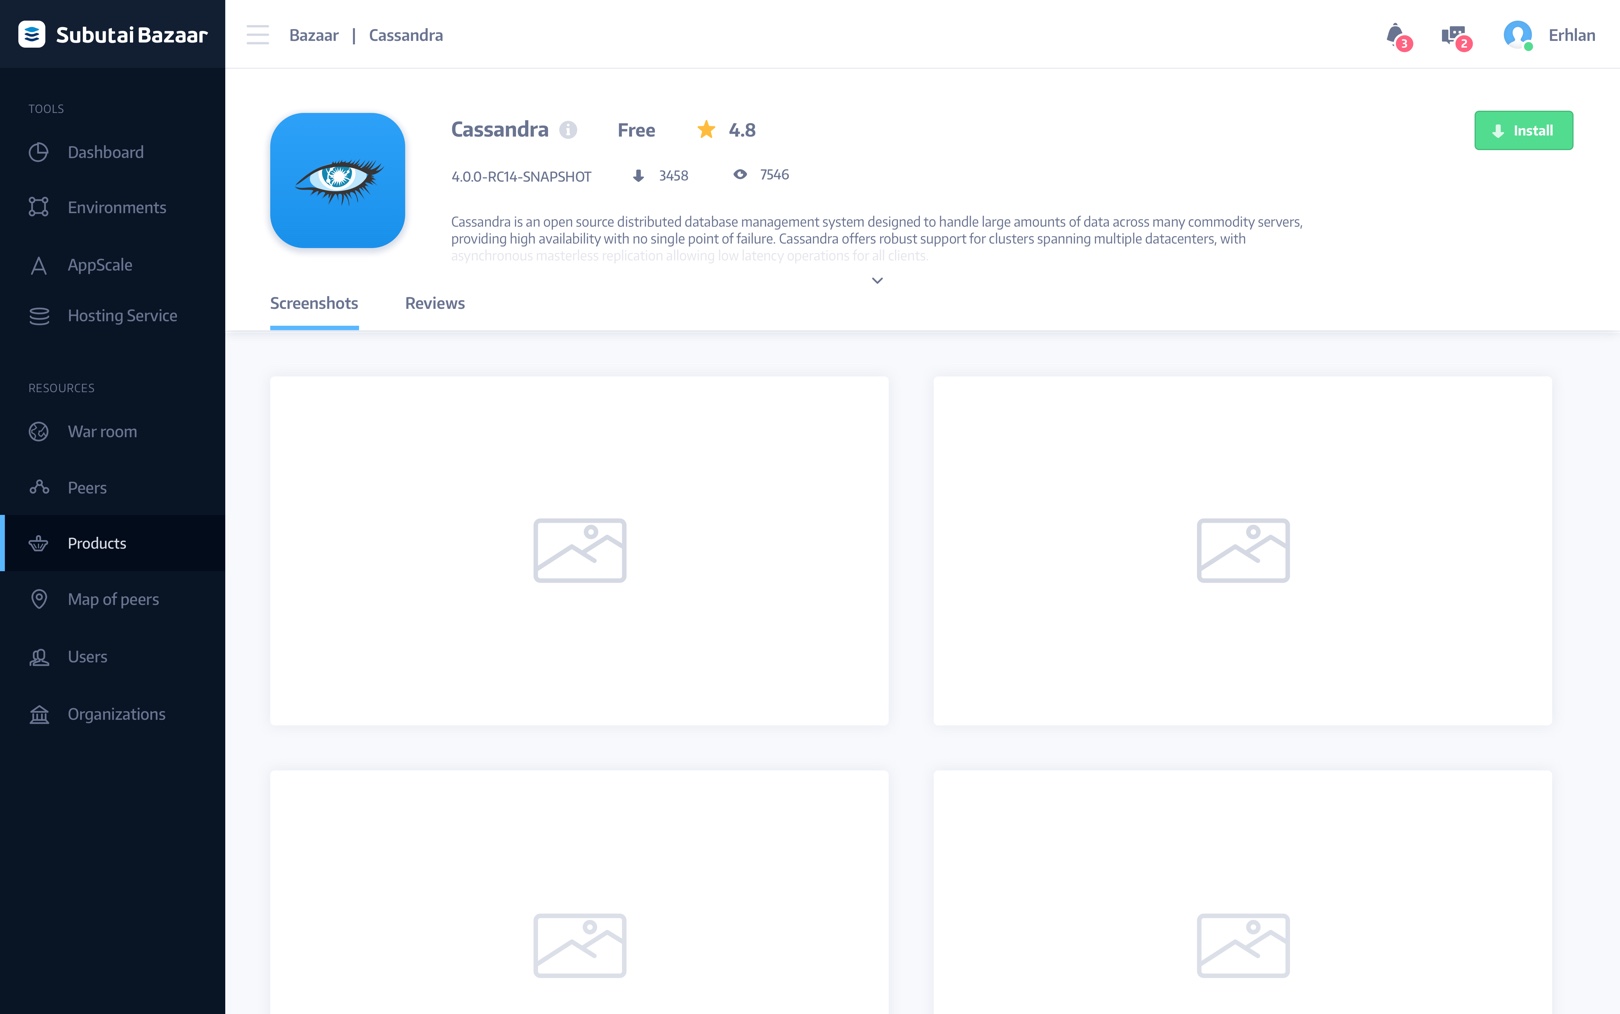 Subutai Bazaar
Bazaar | Cassandra
3
2
Erhlan
TOOLS
Dashboard
Environments
AppScale
Hosting Service
RESOURCES
War room
Peers
Products
Map of peers
Users
Organizations
Cassandra
Free
4.8
Install
4.0.0-RC14-SNAPSHOT
3458
7546
Cassandra is an open source distributed database management system designed to handle large amounts of data across many commodity servers,
providing high availability with no single point of failure. Cassandra offers robust support for clusters spanning multiple datacenters, with
asynchronous masterless replication allowing low latency operations for all clients.
Screenshots
Reviews